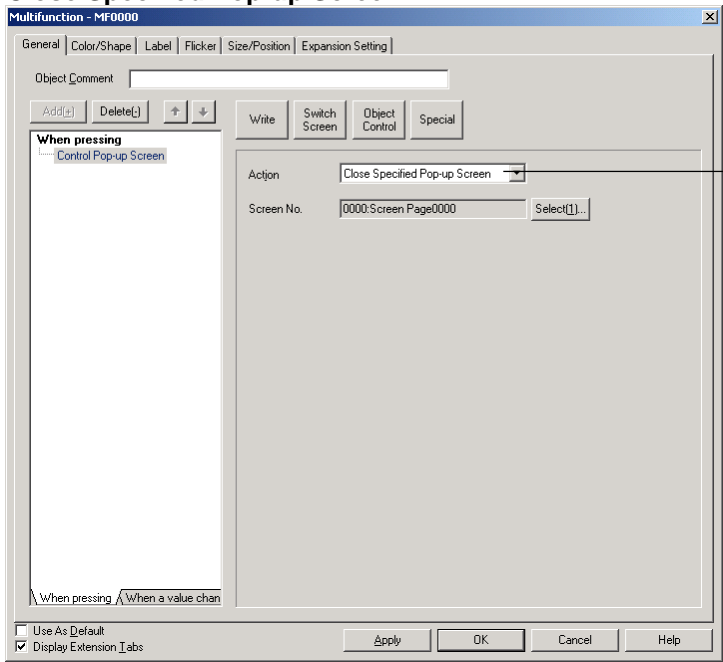 Multifunction - MF0000
General Color/Shape Label Flicker Size/Position Expansion Setting
Object Comment
Add(+) Delete(-)
Write Switch Screen Object Control Special
When pressing
Control Pop-up Screen
Action Close Specified Pop-up Screen
Screen No. 0000:Screen Page0000 Select(1)...
When pressing When a value chan
Use As Default
Display Extension Tabs
Apply OK Cancel Help